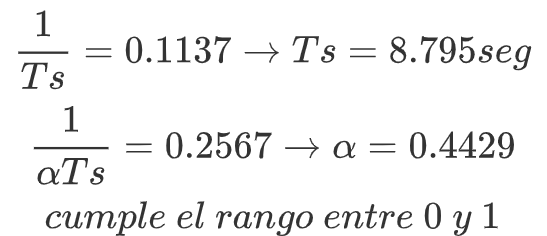 1/Ts = 0.1137 → Ts = 8.795seg
1/αTs = 0.2567 → α = 0.4429
cumple el rango entre 0 y 1